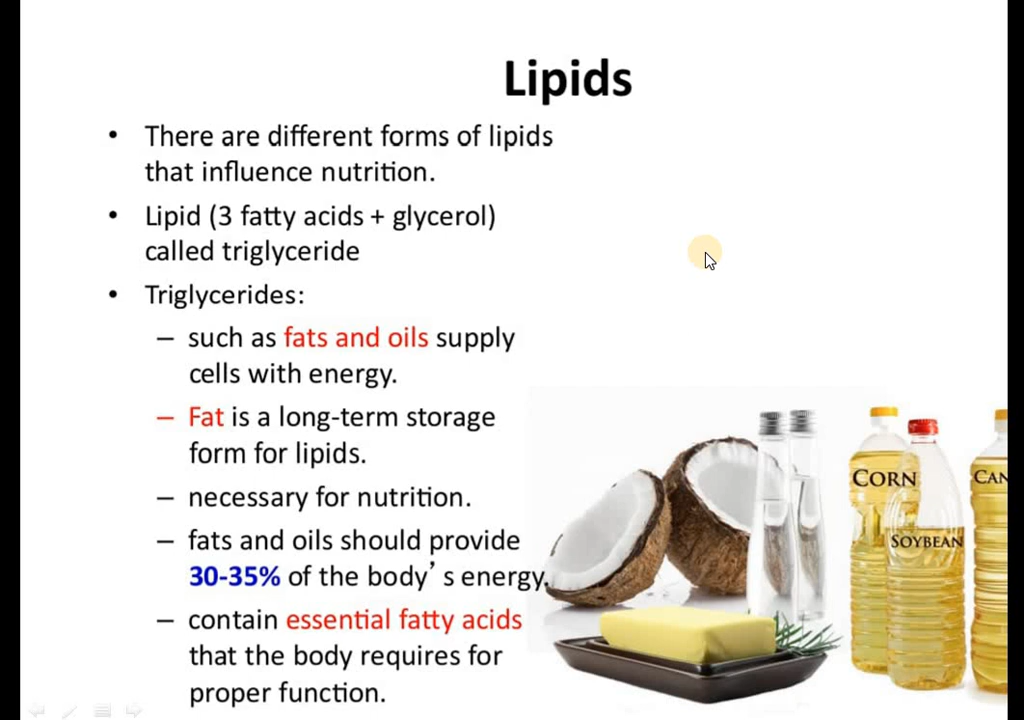 Lipids
• There are different forms of lipids
that influence nutrition.
• Lipid (3 fatty acids + glycerol)
called triglyceride
• Triglycerides:
– such as fats and oils supply
cells with energy.
– Fat is a long-term storage
form for lipids.
– necessary for nutrition.
– fats and oils should provide
30-35% of the body’s energy.
– contain essential fatty acids
that the body requires for
proper function.
CORN
SOYBEAN
CAN